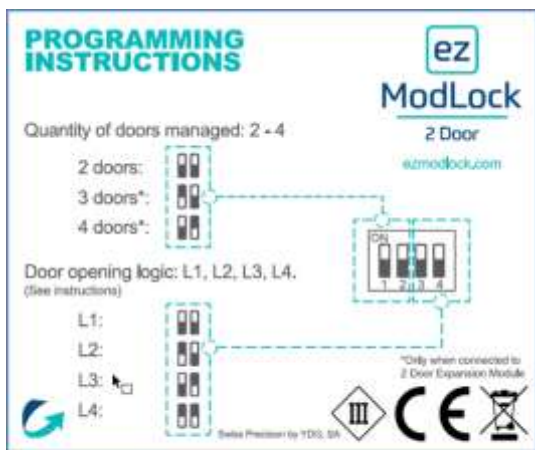 PROGRAMMING
INSTRUCTIONS
ez
ModLock
2 Door
ezmodlock.com
Quantity of doors managed: 2 - 4
2 doors:
3 doors*:
4 doors*:
ON
1 2 3 4
Door opening logic: L1, L2, L3, L4.
(See instructions)
L1:
L2:
L3:
L4:
*Only when connected to
2 Door Expansion Module
III
CE
Swiss Precision by YDG, SA